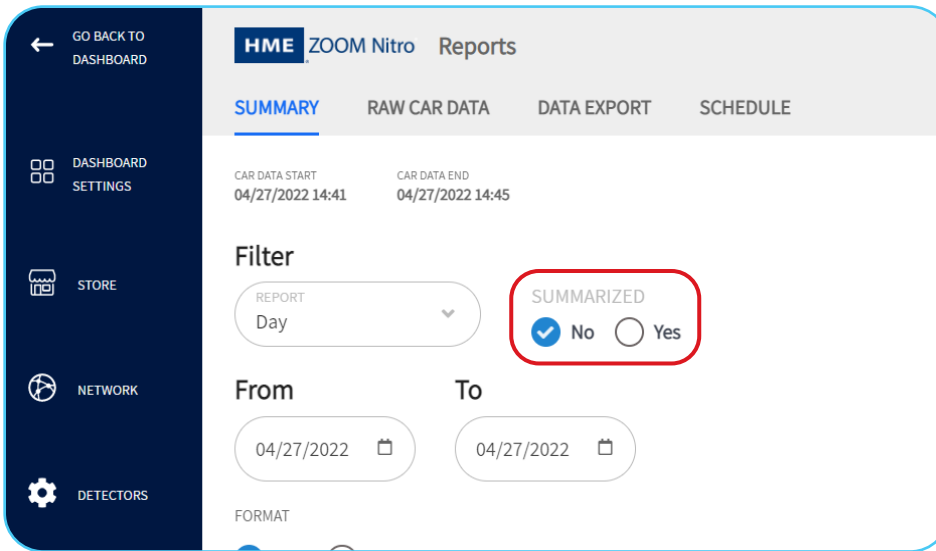 GO BACK TO
DASHBOARD
DASHBOARD
SETTINGS
STORE
NETWORK
DETECTORS
HME ZOOM Nitro Reports
SUMMARY RAW CAR DATA DATA EXPORT SCHEDULE
CAR DATA START CAR DATA END
04/27/2022 14:41 04/27/2022 14:45
Filter
REPORT
Day
SUMMARIZED
No Yes
From To
04/27/2022 04/27/2022
FORMAT